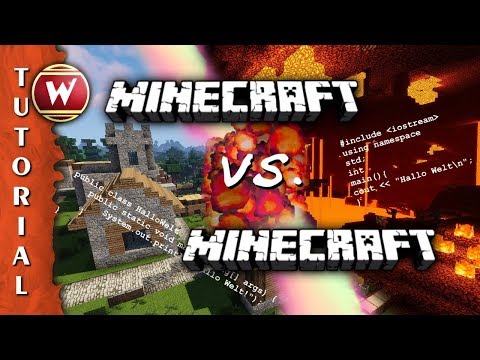 TUTORIAL
W
MINECRAFT
vs.
MINECRAFT
public class HalloWelt
public static void
System.out.print
g[] args)
llo Welt!"); {
}
#include <iostream>
using namespace
std;
int
main(){
cout << "Hallo Welt\n";
}